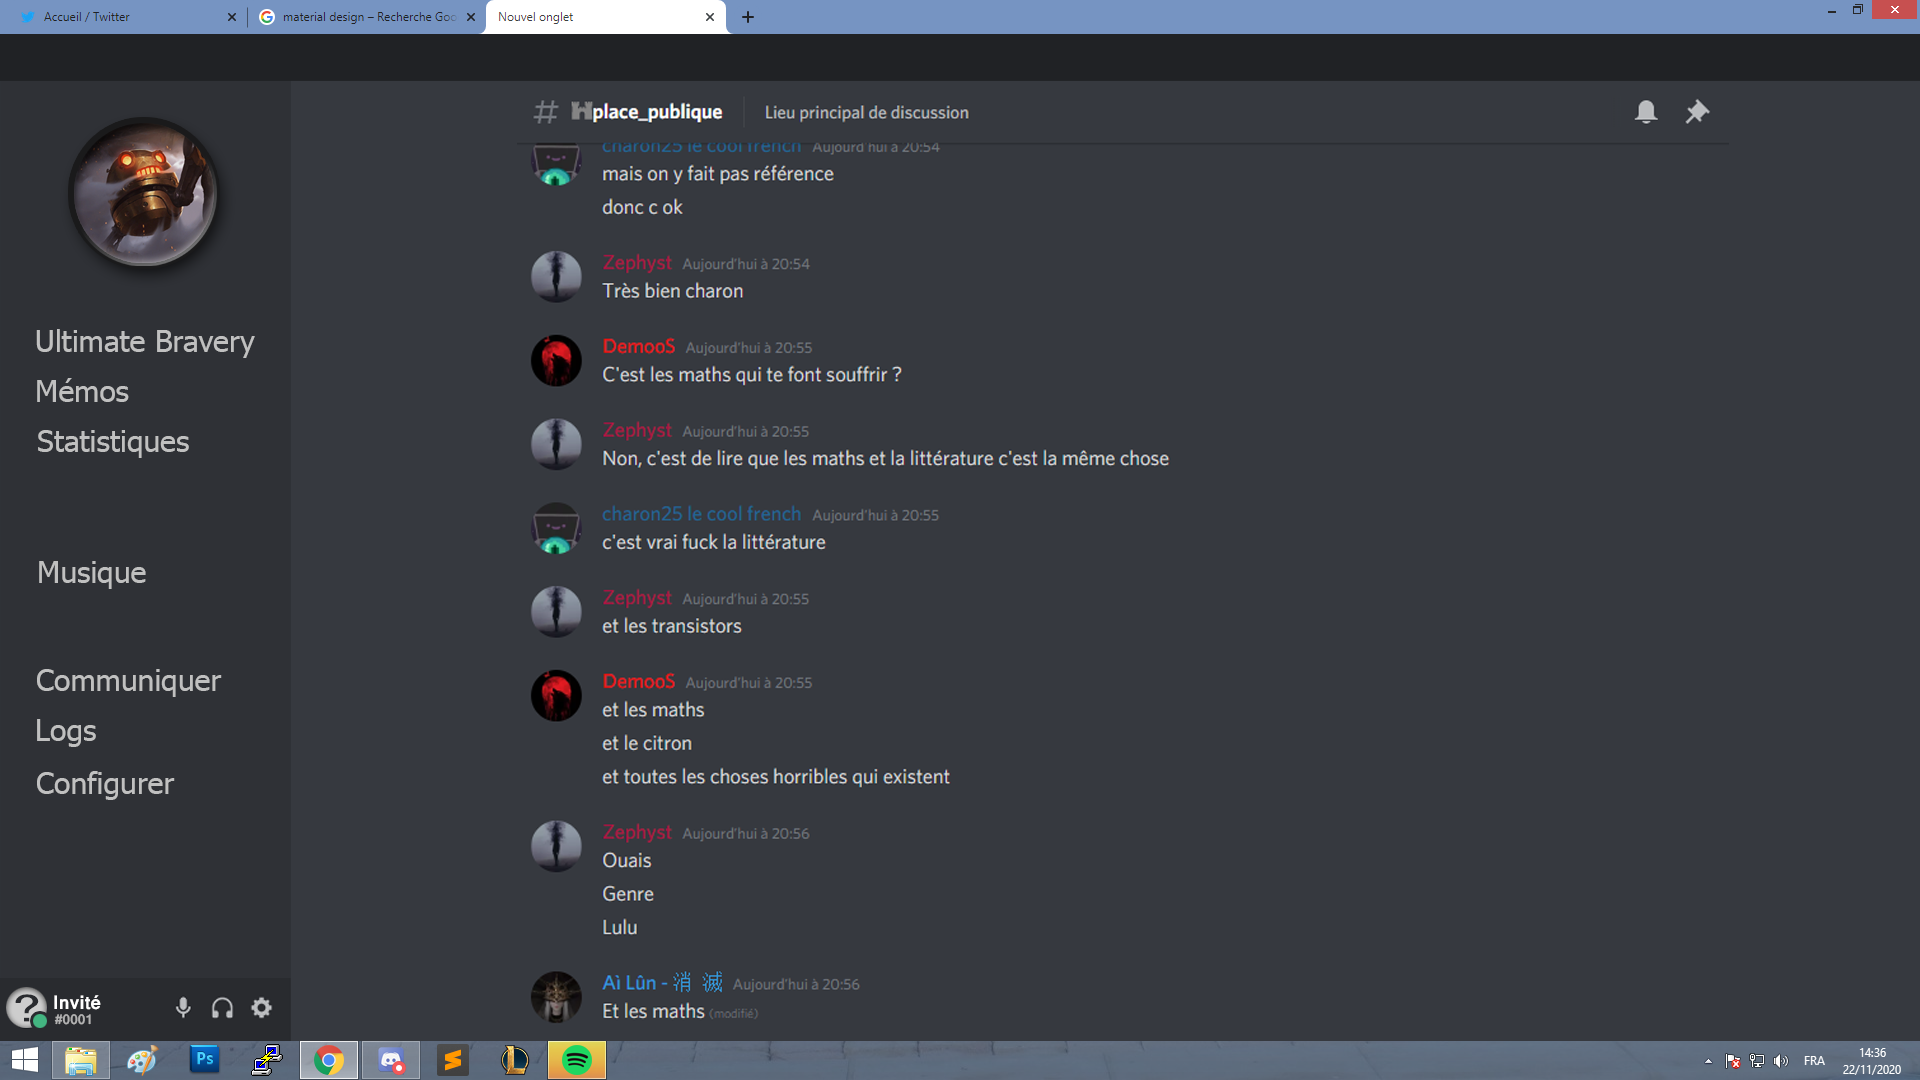 Accueil / Twitter
material design – Recherche Goo
Nouvel onglet
place_publique
Lieu principal de discussion
charon25 le cool french Aujourd'hui à 20:54
mais on y fait pas référence
donc c ok
Zephyst Aujourd'hui à 20:54
Très bien charon
DemooS Aujourd'hui à 20:55
C'est les maths qui te font souffrir ?
Zephyst Aujourd'hui à 20:55
Non, c'est de lire que les maths et la littérature c'est la même chose
charon25 le cool french Aujourd'hui à 20:55
c'est vrai fuck la littérature
Zephyst Aujourd'hui à 20:55
et les transistors
DemooS Aujourd'hui à 20:55
et les maths
et le citron
et toutes les choses horribles qui existent
Zephyst Aujourd'hui à 20:56
Ouais
Genre
Lulu
Aì Lûn - 消 滅 Aujourd'hui à 20:56
Et les maths (modifié)
Ultimate Bravery
Mémos
Statistiques
Musique
Communiquer
Logs
Configurer
Invité
#0001
Ps
FRA
14:36
22/11/2020